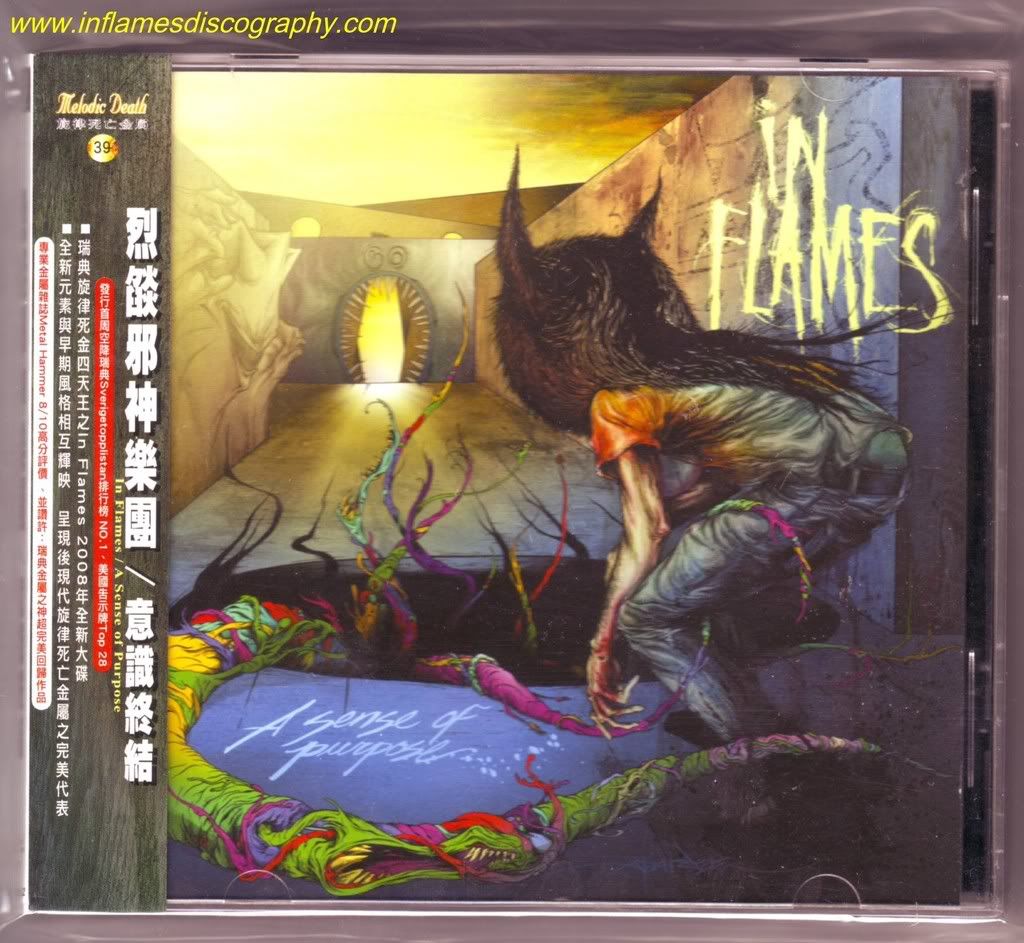 www.inflamesdiscography.com
Melodic Death
旋律死亡金屬
39
烈燄邪神樂團／意識終結
In Flames / A Sense of Purpose
發行首周空降瑞典Sverigetopplistan排行榜 NO.1、美國告示牌Top 28
■瑞典旋律死金四天王之In Flames 2008年全新大碟
■全新元素與早期風格相互輝映 呈現後現代旋律死亡金屬之完美代表
專業金屬雜誌Metal Hammer 8/10高分評價、並讚許：瑞典金屬之神超完美回歸作品
iN
FLAMES
A sense of
purpose